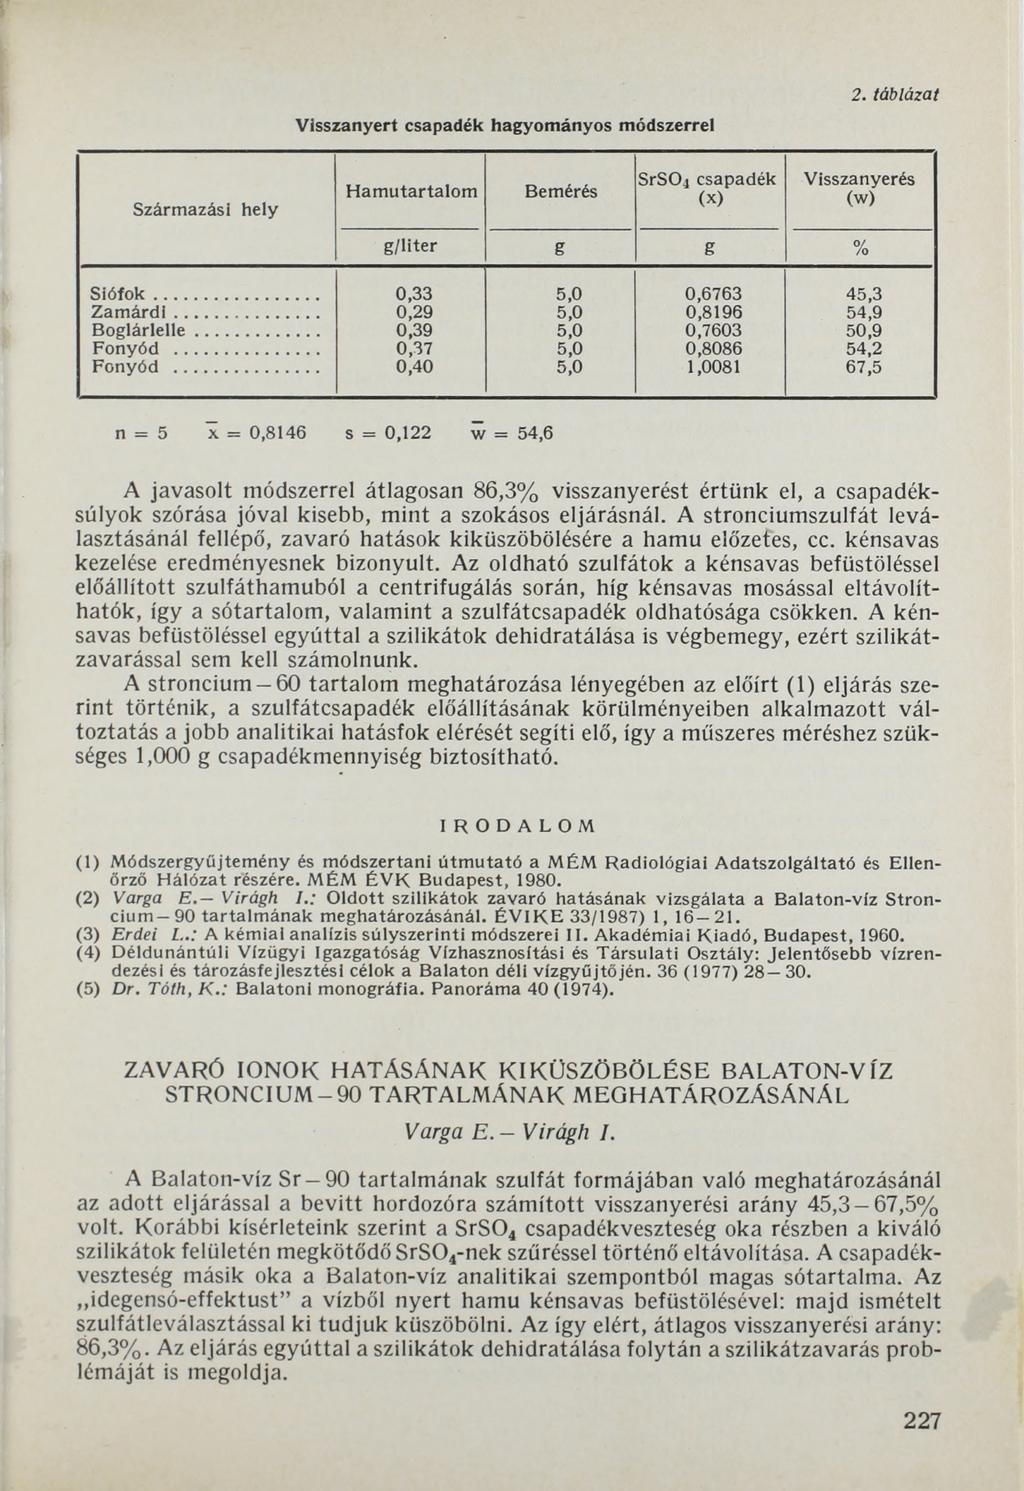 2. táblázat
Visszanyert csapadék hagyományos módszerrel
Származási hely Hamutartalom Bemérés SrSO4 csapadék (x) Visszanyerés (w)
g/liter g g %
Siófok . . . . . . . . . . . . . . . . 0,33 5,0 0,6763 45,3
Zamárdi . . . . . . . . . . . . . . 0,29 5,0 0,8196 54,9
Boglárlelle . . . . . . . . . . . . 0,39 5,0 0,7603 50,9
Fonyód . . . . . . . . . . . . . . 0,37 5,0 0,8086 54,2
Fonyód . . . . . . . . . . . . . . 0,40 5,0 1,0081 67,5
n = 5 x̅ = 0,8146 s = 0,122 w̅ = 54,6
A javasolt módszerrel átlagosan 86,3% visszanyerést értünk el, a csapadék-
súlyok szórása jóval kisebb, mint a szokásos eljárásnál. A stronciumszulfát levá-
lasztásánál fellépő, zavaró hatások kiküszöbölésére a hamu előzetes, cc. kénsavas
kezelése eredményesnek bizonyult. Az oldható szulfátok a kénsavas befüstöléssel
előállított szulfáthamuból a centrifugálás során, híg kénsavas mosással eltávolít-
hatók, így a sótartalom, valamint a szulfátcsapadék oldhatósága csökken. A kén-
savas befüstöléssel egyúttal a szilikátok dehidratálása is végbemegy, ezért szilikát-
zavarással sem kell számolnunk.
A stroncium—60 tartalom meghatározása lényegében az előírt (1) eljárás sze-
rint történik, a szulfátcsapadék előállításának körülményeiben alkalmazott vál-
toztatás a jobb analitikai hatásfok elérését segíti elő, így a műszeres méréshez szük-
séges 1,000 g csapadékmennyiség biztosítható.
IRODALOM
(1) Módszergyűjtemény és módszertani útmutató a MÉM Radiológiai Adatszolgáltató és Ellen-
őrző Hálózat részére. MÉM ÉVK Budapest, 1980.
(2) Varga E.— Virágh I.: Oldott szilikátok zavaró hatásának vizsgálata a Balaton-víz Stron-
cium—90 tartalmának meghatározásánál. ÉVIKE 33/1987) 1, 16—21.
(3) Erdei L..: A kémiai analízis súlyszerinti módszerei II. Akadémiai Kiadó, Budapest, 1960.
(4) Déldunántúli Vízügyi Igazgatóság Vízhasznosítási és Társulati Osztály: Jelentősebb vízren-
dezési és tározásfejlesztési célok a Balaton déli vízgyűjtőjén. 36 (1977) 28—30.
(5) Dr. Tóth, K.: Balatoni monográfia. Panoráma 40 (1974).
ZAVARÓ IONOK HATÁSÁNAK KIKÜSZÖBÖLÉSE BALATON-VÍZ
STRONCIUM—90 TARTALMÁNAK MEGHATÁROZÁSÁNÁL
Varga E.— Virágh I.
A Balaton-víz Sr—90 tartalmának szulfát formájában való meghatározásánál
az adott eljárással a bevitt hordozóra számított visszanyerési arány 45,3—67,5%
volt. Korábbi kísérleteink szerint a SrSO4 csapadékveszteség oka részben a kiváló
szilikátok felületén megkötődő SrSO4-nek szűréssel történő eltávolítása. A csapadék-
veszteség másik oka a Balaton-víz analitikai szempontból magas sótartalma. Az
„idegensó-effektust” a vízből nyert hamu kénsavas befüstölésével: majd ismételt
szulfátleválasztással ki tudjuk küszöbölni. Az így elért, átlagos visszanyerési arány:
86,3%. Az eljárás egyúttal a szilikátok dehidratálása folytán a szilikátzavarás prob-
lémáját is megoldja.
227